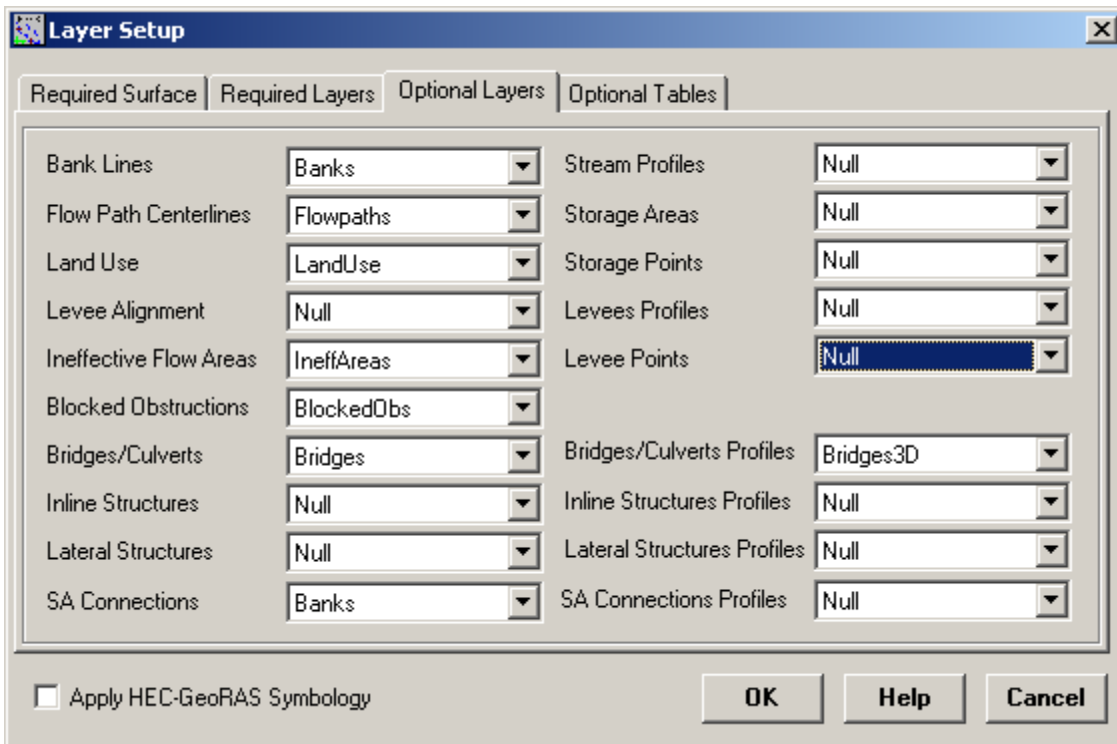 Layer Setup
Required Surface Required Layers Optional Layers Optional Tables
Bank Lines Banks Stream Profiles Null
Flow Path Centerlines Flowpaths Storage Areas Null
Land Use LandUse Storage Points Null
Levee Alignment Null Levees Profiles Null
Ineffective Flow Areas IneffAreas Levee Points Null
Blocked Obstructions BlockedObs
Bridges/Culverts Bridges Bridges/Culverts Profiles Bridges3D
Inline Structures Null Inline Structures Profiles Null
Lateral Structures Null Lateral Structures Profiles Null
SA Connections Banks SA Connections Profiles Null
Apply HEC-GeoRAS Symbology OK Help Cancel